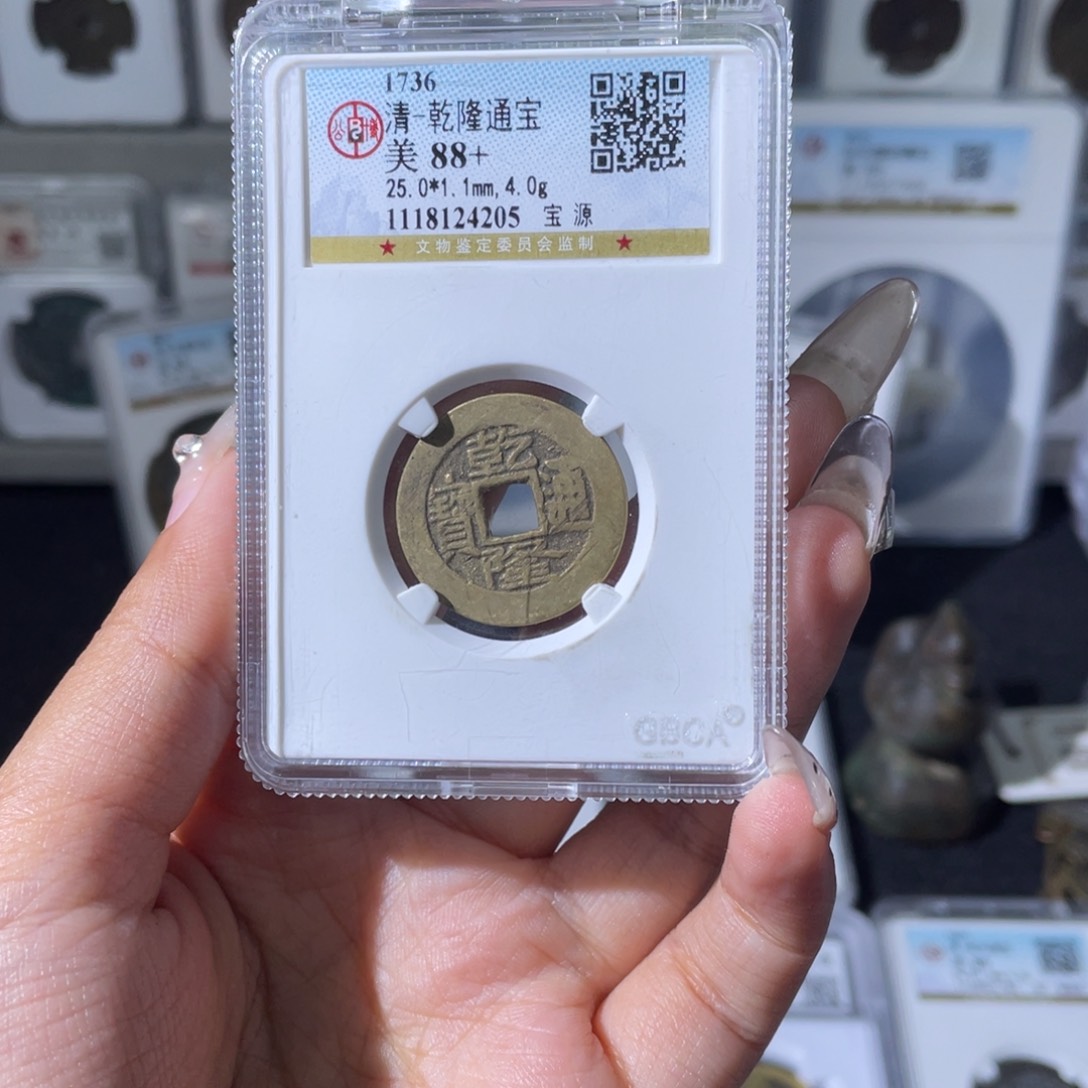 1736
清-乾隆通宝
美 88+
25.0*1.1mm, 4.0g
1118124205 宝 源
★ 文物鉴定委员会监制 ★
乾
寶 通
隆
GBCA